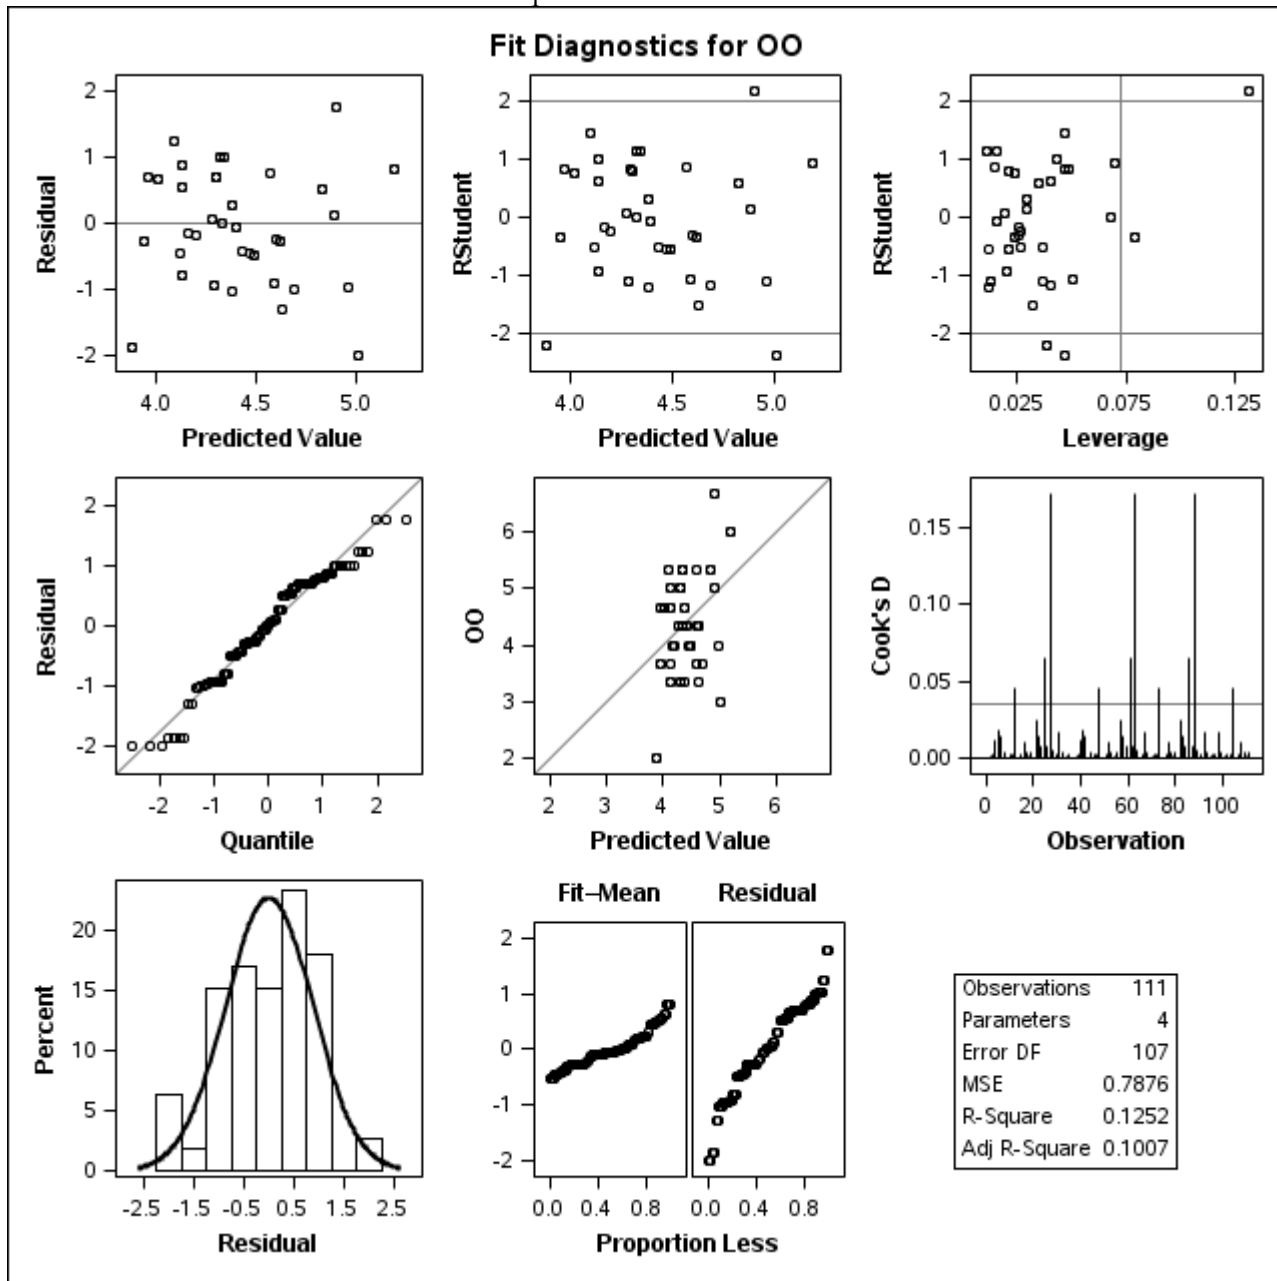 Fit Diagnostics for OO
2
1
0
-1
-2
Residual
4.0 4.5 5.0
Predicted Value
2
1
0
-1
-2
RStudent
4.0 4.5 5.0
Predicted Value
2
1
0
-1
-2
RStudent
0.025 0.075 0.125
Leverage
2
1
0
-1
-2
Residual
-2 -1 0 1 2
Quantile
6
5
4
3
2
OO
2 3 4 5 6
Predicted Value
0.15
0.10
0.05
0.00
Cook's D
0 20 40 60 80 100
Observation
20
15
10
5
0
Percent
-2.5 -1.5 -0.5 0.5 1.5 2.5
Residual
Fit–Mean Residual
2
1
0
-1
-2
0.0 0.4 0.8 0.0 0.4 0.8
Proportion Less
Observations 111
Parameters 4
Error DF 107
MSE 0.7876
R-Square 0.1252
Adj R-Square 0.1007